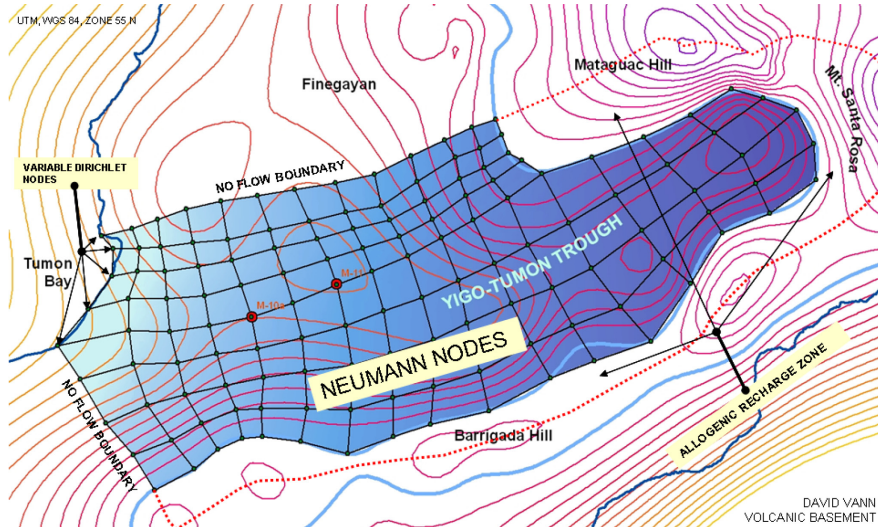 UTM, WGS 84, ZONE 55 N
Mataguac Hill
Finegayan
Mt. Santa Rosa
VARIABLE DIRICHLET
NODES
NO FLOW BOUNDARY
Tumon
Bay
M-11
M-10a
YIGO-TUMON TROUGH
NEUMANN NODES
NO FLOW BOUNDARY
Barrigada Hill
ALLOGENIC RECHARGE ZONE
DAVID VANN
VOLCANIC BASEMENT